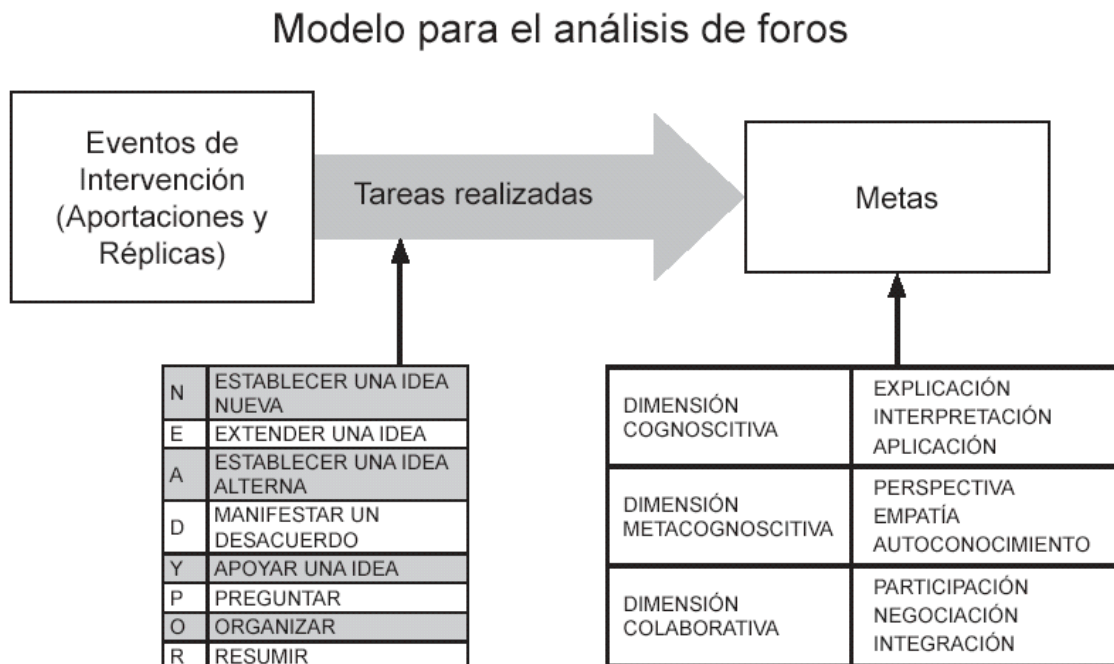 Modelo para el análisis de foros
Eventos de
Intervención
(Aportaciones y
Réplicas)
Tareas realizadas
Metas
N
ESTABLECER UNA IDEA
NUEVA
E
EXTENDER UNA IDEA
A
ESTABLECER UNA IDEA
ALTERNA
D
MANIFESTAR UN
DESACUERDO
Y
APOYAR UNA IDEA
P
PREGUNTAR
O
ORGANIZAR
R
RESUMIR
DIMENSIÓN
COGNOSCITIVA
EXPLICACIÓN
INTERPRETACIÓN
APLICACIÓN
DIMENSIÓN
METACOGNOSCITIVA
PERSPECTIVA
EMPATÍA
AUTOCONOCIMIENTO
DIMENSIÓN
COLABORATIVA
PARTICIPACIÓN
NEGOCIACIÓN
INTEGRACIÓN